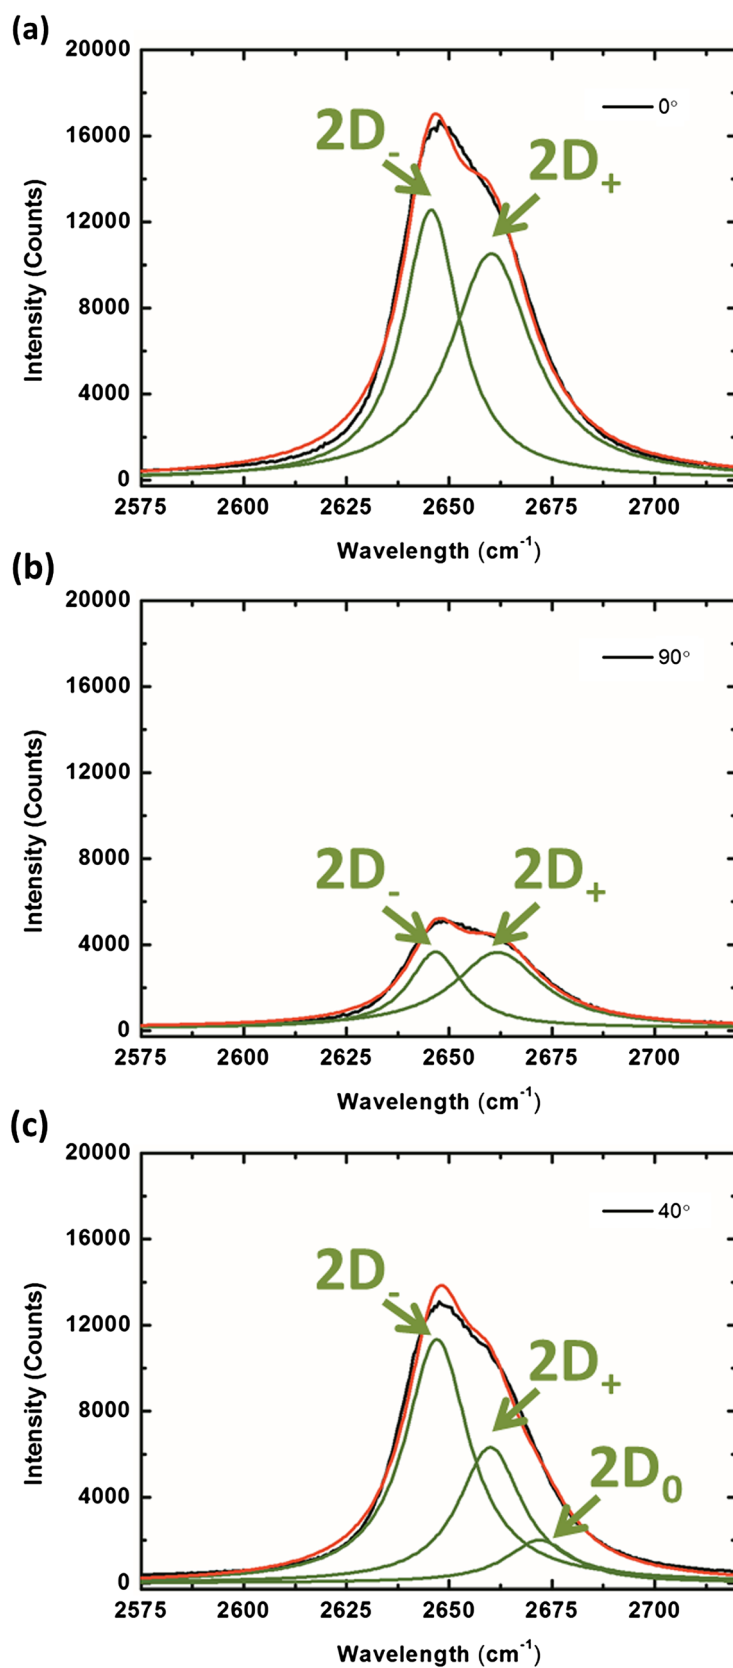 (a)
20000
16000
12000
8000
4000
0
Intensity (Counts)
0°
2D-
2D+
2575 2600 2625 2650 2675 2700
Wavelength (cm-1)
(b)
20000
16000
12000
8000
4000
0
Intensity (Counts)
90°
2D-
2D+
2575 2600 2625 2650 2675 2700
Wavelength (cm-1)
(c)
20000
16000
12000
8000
4000
0
Intensity (Counts)
40°
2D-
2D+
2D0
2575 2600 2625 2650 2675 2700
Wavelength (cm-1)